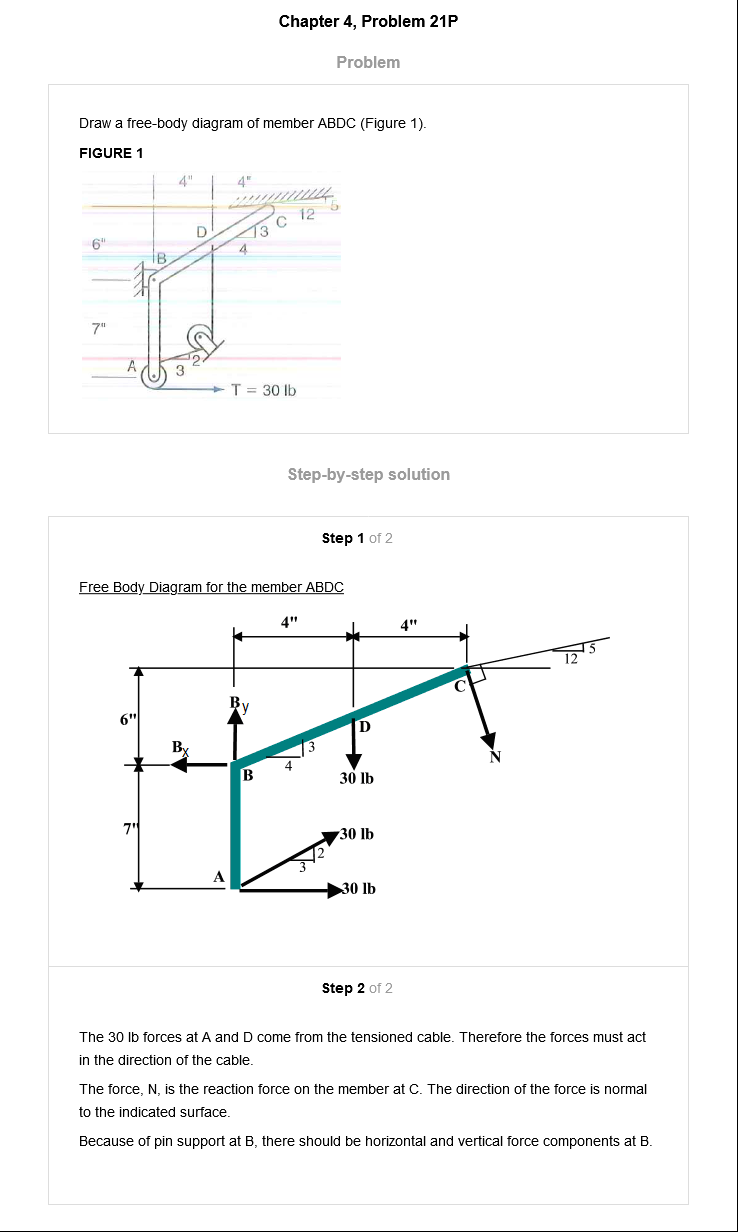 Chapter 4, Problem 21P
Problem
Draw a free-body diagram of member ABDC (Figure 1).
FIGURE 1
4" 4"
5
12
C
D 3
6" 4
B
7"
2
A 3
T = 30 lb
Step-by-step solution
Step 1 of 2
Free Body Diagram for the member ABDC
4" 4"
5
12
C
By
6" D
Bx 3
4
B 30 lb
7" 30 lb
2
3
A
30 lb
N
Step 2 of 2
The 30 lb forces at A and D come from the tensioned cable. Therefore the forces must act
in the direction of the cable.
The force, N, is the reaction force on the member at C. The direction of the force is normal
to the indicated surface.
Because of pin support at B, there should be horizontal and vertical force components at B.